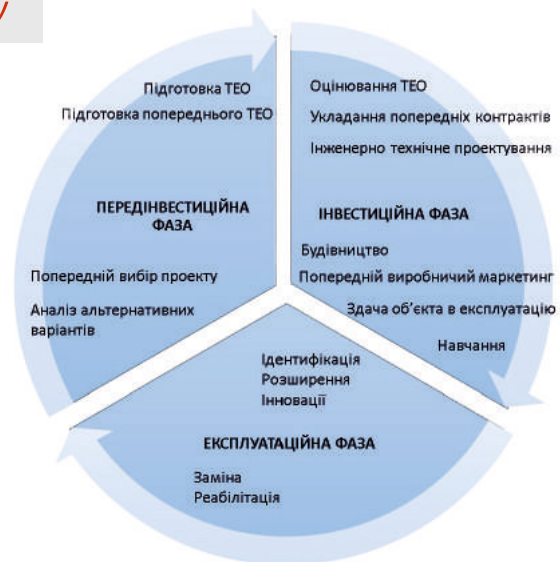 Підготовка ТЕО
Підготовка попереднього ТЕО
ПЕРЕДІНВЕСТИЦІЙНА
ФАЗА
Попередній вибір проекту
Аналіз альтернативних
варіантів
Оцінювання ТЕО
Укладання попередніх контрактів
Інженерно технічне проектування
ІНВЕСТИЦІЙНА ФАЗА
Будівництво
Попередній виробничий маркетинг
Здача об’єкта в експлуатацію
Навчання
Ідентифікація
Розширення
Інновації
ЕКСПЛУАТАЦІЙНА ФАЗА
Заміна
Реабілітація